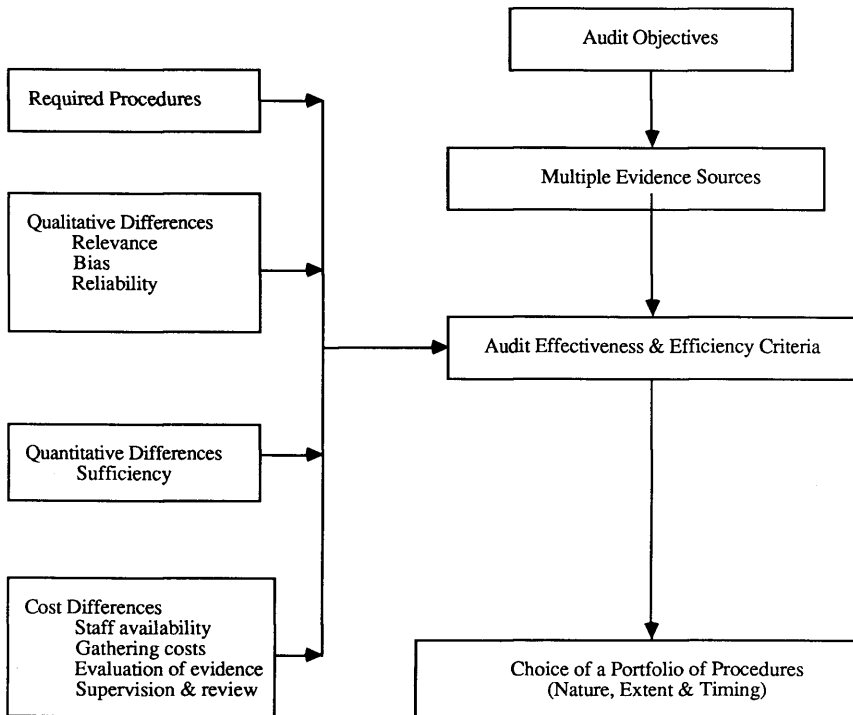 Audit Objectives
Required Procedures
Multiple Evidence Sources
Qualitative Differences
Relevance
Bias
Reliability
Audit Effectiveness & Efficiency Criteria
Quantitative Differences
Sufficiency
Cost Differences
Staff availability
Gathering costs
Evaluation of evidence
Supervision & review
Choice of a Portfolio of Procedures
(Nature, Extent & Timing)